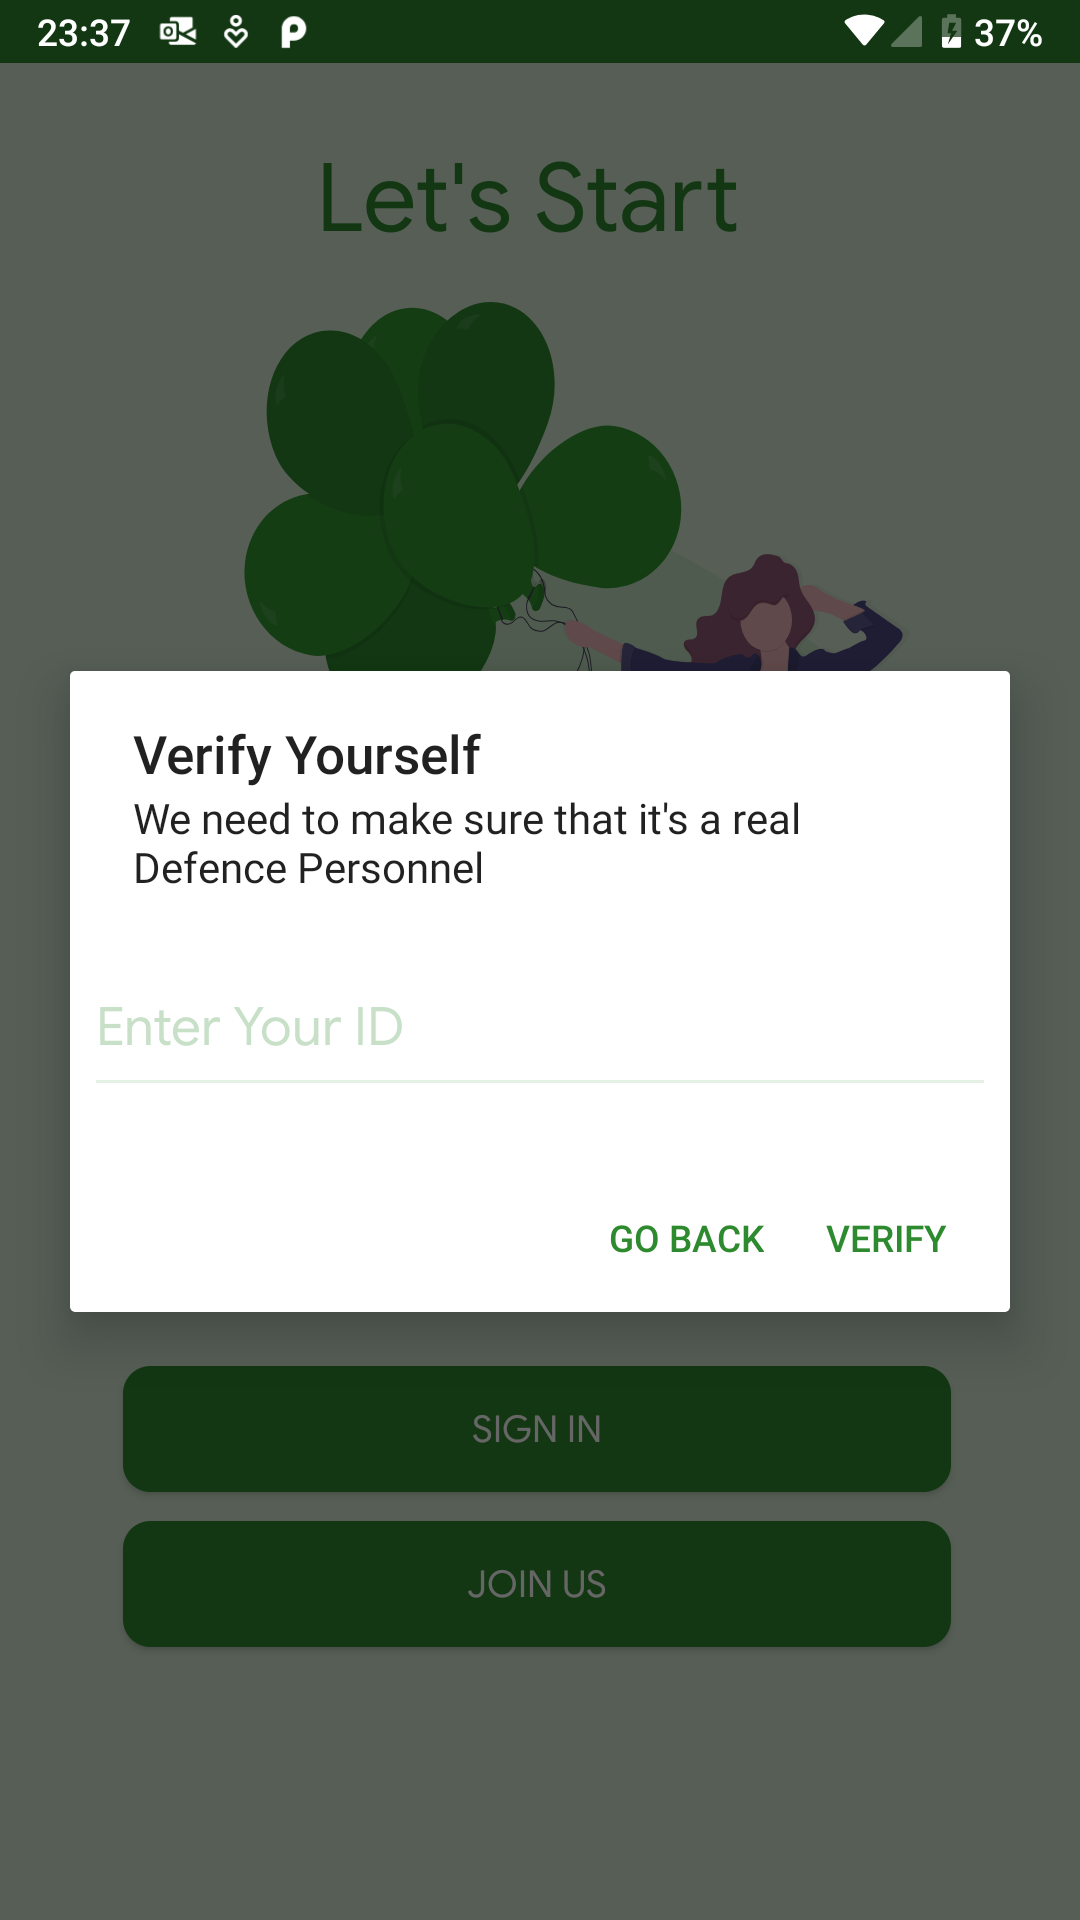 23:37
37%
Let's Start
Verify Yourself
We need to make sure that it's a real
Defence Personnel
Enter Your ID
GO BACK VERIFY
SIGN IN
JOIN US